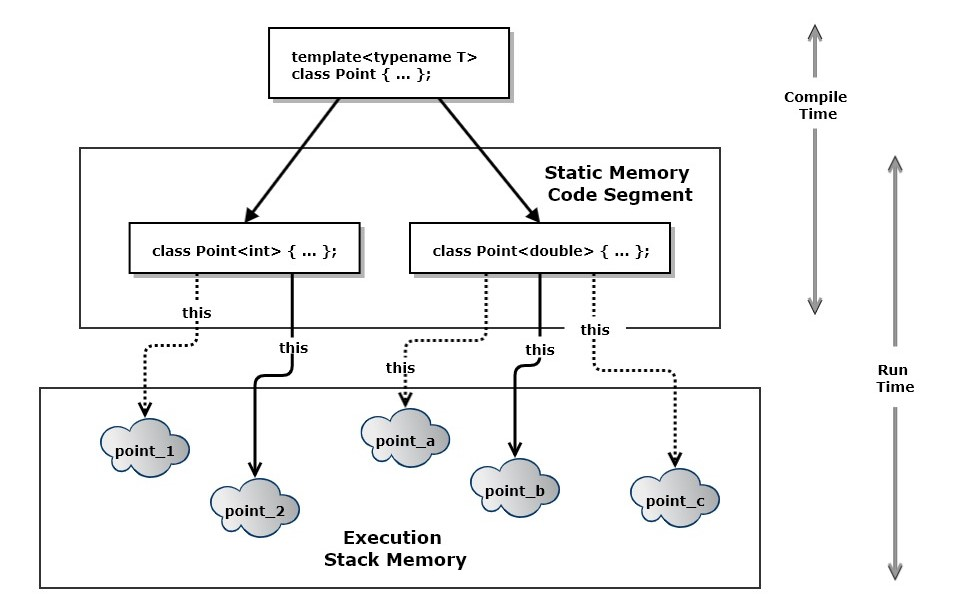 template<typename T>
class Point { ... };
Compile
Time
Static Memory
Code Segment
class Point<int> { ... };
class Point<double> { ... };
this
this
this
this
this
Run
Time
point_1
point_2
point_a
point_b
point_c
Execution
Stack Memory